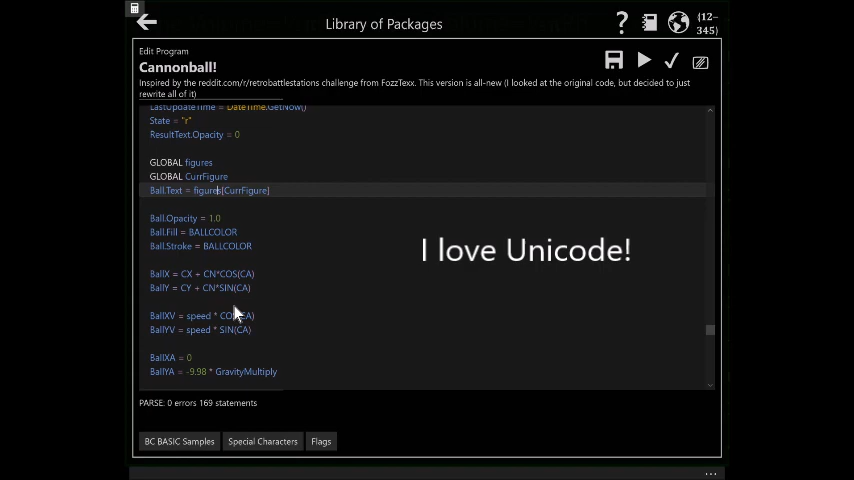 Library of Packages
?
(12-
345)
Edit Program
Cannonball!
Inspired by the reddit.com/r/retrobattlestations challenge from FozzTexx. This version is all-new (I looked at the original code, but decided to just
rewrite all of it)
LastUpdateTime = DateTime.GetNow()
State = "r"
ResultText.Opacity = 0
GLOBAL figures
GLOBAL CurrFigure
Ball.Text = figures[CurrFigure]
Ball.Opacity = 1.0
Ball.Fill = BALLCOLOR
Ball.Stroke = BALLCOLOR
I love Unicode!
BallX = CX + CN*COS(CA)
BallY = CY + CN*SIN(CA)
BallXV = speed * COS(CA)
BallYV = speed * SIN(CA)
BallXA = 0
BallYA = -9.98 * GravityMultiply
PARSE: 0 errors 169 statements
BC BASIC Samples
Special Characters
Flags
...